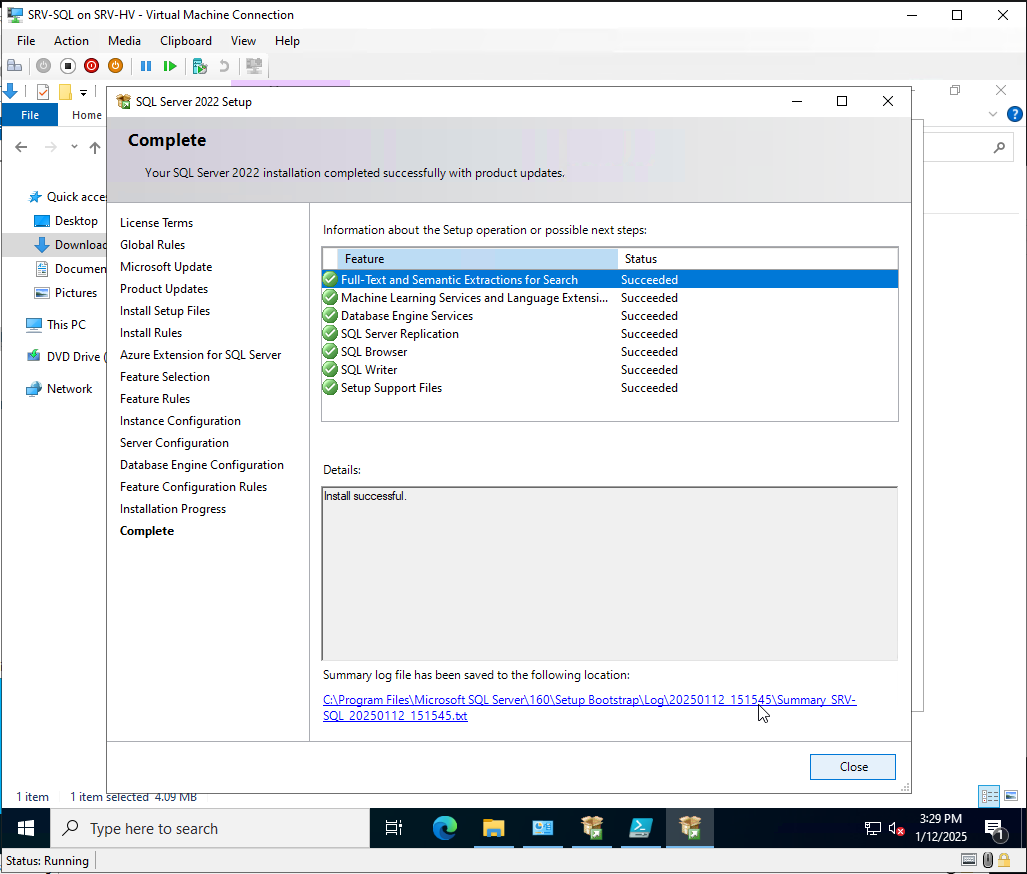 SRV-SQL on SRV-HV - Virtual Machine Connection
File Action Media Clipboard View Help
File Home
SQL Server 2022 Setup
Complete
Your SQL Server 2022 installation completed successfully with product updates.
Quick acce
Desktop
Download
Documen
Pictures
This PC
DVD Drive (
Network
License Terms
Global Rules
Microsoft Update
Product Updates
Install Setup Files
Install Rules
Azure Extension for SQL Server
Feature Selection
Feature Rules
Instance Configuration
Server Configuration
Database Engine Configuration
Feature Configuration Rules
Installation Progress
Complete
Information about the Setup operation or possible next steps:
Feature Status
Full-Text and Semantic Extractions for Search Succeeded
Machine Learning Services and Language Extensi... Succeeded
Database Engine Services Succeeded
SQL Server Replication Succeeded
SQL Browser Succeeded
SQL Writer Succeeded
Setup Support Files Succeeded
Details:
Install successful.
Summary log file has been saved to the following location:
C:\Program Files\Microsoft SQL Server\160\Setup Bootstrap\Log\20250112_151545\Summary_SRV-
SQL_20250112_151545.txt
Close
1 item 1 item selected 4.09 MB
Type here to search
3:29 PM
1/12/2025
1
Status: Running